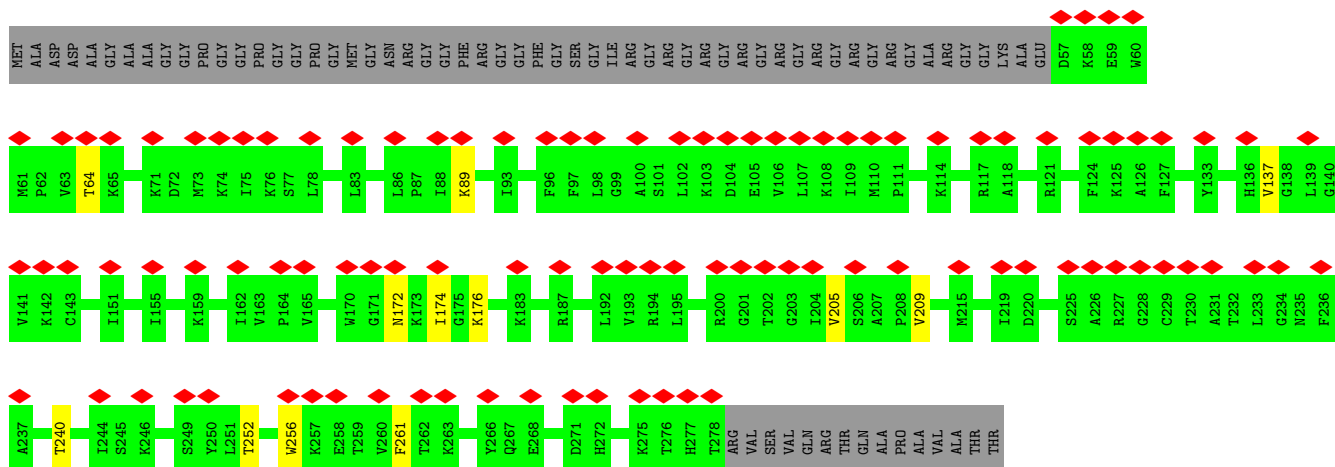 MET ALA ASP ASP ALA GLY ALA ALA GLY GLY PRO GLY GLY PRO GLY GLY PRO GLY MET GLY ASN ARG GLY GLY PHE ARG GLY GLY PHE GLY SER GLY ILE ARG GLY ARG GLY ARG GLY ARG GLY ARG GLY ARG GLY ARG GLY ARG GLY ALA ARG GLY GLY LYS ALA GLU D57 K58 E59 W60
M61 P62 V63 T64 K65 K71 D72 M73 K74 I75 K76 S77 L78 L83 L86 P87 I88 K89 I93 F96 F97 L98 G99 A100 S101 L102 K103 D104 E105 V106 L107 K108 I109 M110 P111 K114 R117 A118 R121 F124 K125 A126 F127 Y133 H136 V137 G138 L139 G140
V141 K142 C143 I151 I155 K159 I162 V163 P164 V165 W170 G171 N172 K173 I174 G175 K176 K183 R187 L192 V193 R194 L195 R200 G201 T202 G203 I204 V205 S206 A207 P208 V209 M215 I219 D220 S225 A226 R227 G228 C229 T230 A231 T232 L233 G234 N235 F236
A237 T240 I244 S245 K246 S249 Y250 L251 T252 W256 K257 E258 T259 V260 F261 T262 K263 Y266 Q267 E268 D271 H272 K275 T276 H277 T278 ARG VAL SER VAL GLN ARG THR GLN ALA PRO ALA VAL ALA THR THR